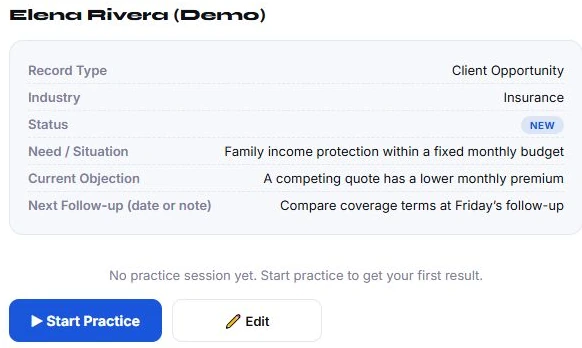 Elena Rivera (Demo)
Record Type Client Opportunity
Industry Insurance
Status NEW
Need / Situation Family income protection within a fixed monthly budget
Current Objection A competing quote has a lower monthly premium
Next Follow-up (date or note) Compare coverage terms at Friday’s follow-up
No practice session yet. Start practice to get your first result.
▶ Start Practice ✏️ Edit